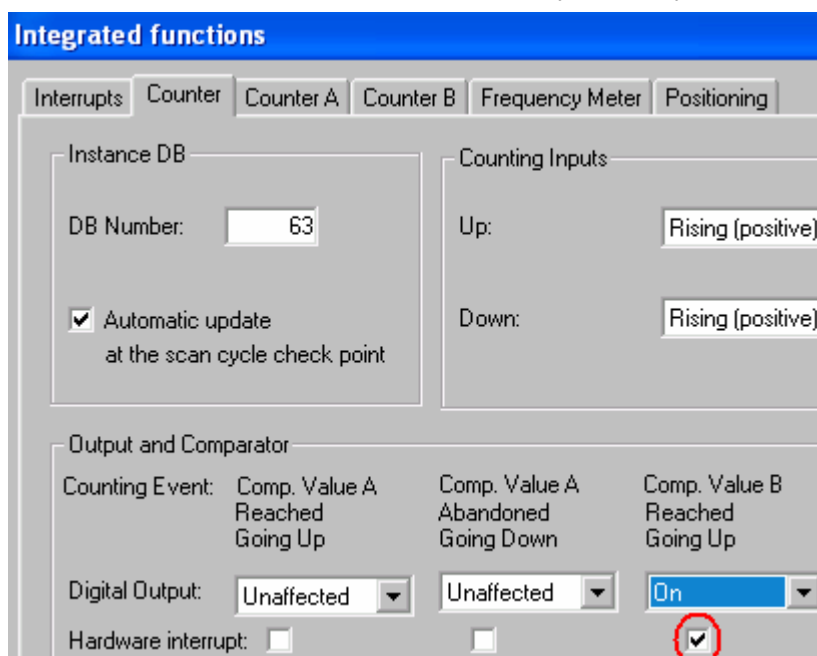 Integrated functions
Interrupts Counter Counter A Counter B Frequency Meter Positioning
Instance DB
Counting Inputs
DB Number: 63
Up: Rising (positive)
Automatic update
at the scan cycle check point
Down: Rising (positive)
Output and Comparator
Counting Event: Comp. Value A Comp. Value A Comp. Value B
Reached Abandoned Reached
Going Up Going Down Going Up
Digital Output: Unaffected Unaffected On
Hardware interrupt: